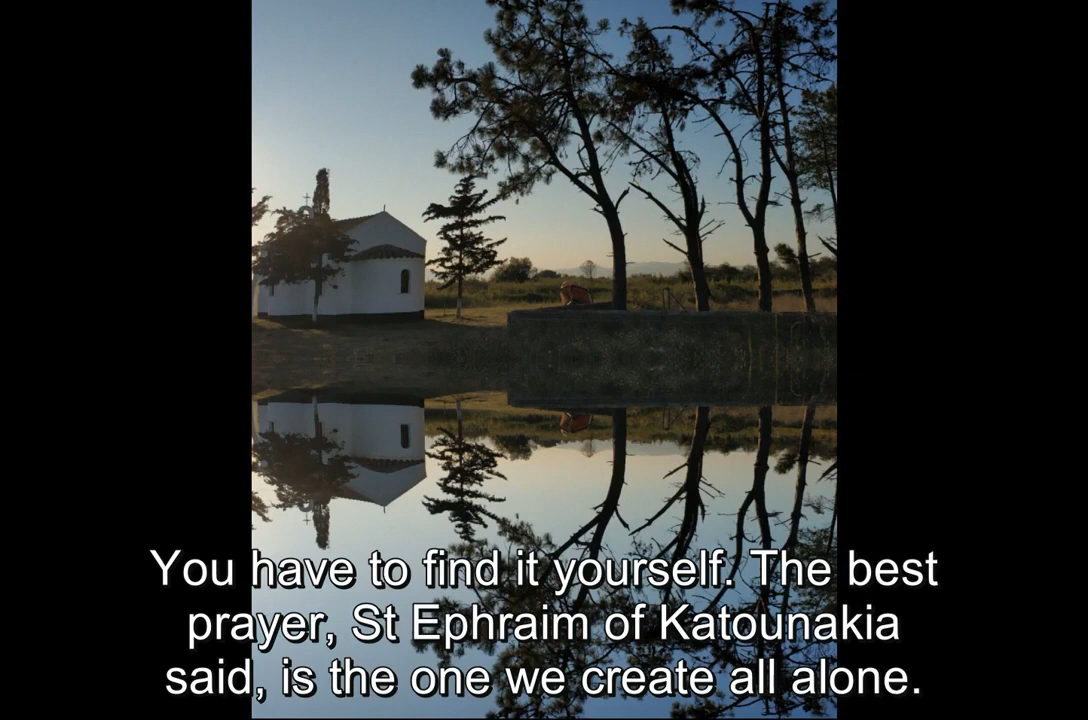 You have to find it yourself. The best
prayer, St Ephraim of Katounakia
said, is the one we create all alone.